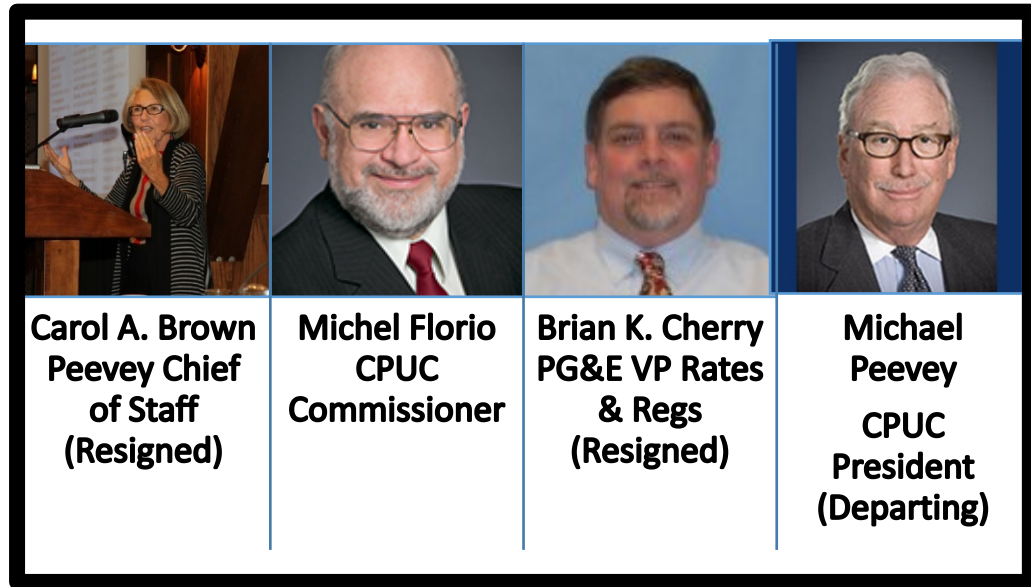 Carol A. Brown
Peevey Chief
of Staff
(Resigned)
Michel Florio
CPUC
Commissioner
Brian K. Cherry
PG&E VP Rates
& Regs
(Resigned)
Michael
Peevey
CPUC
President
(Departing)